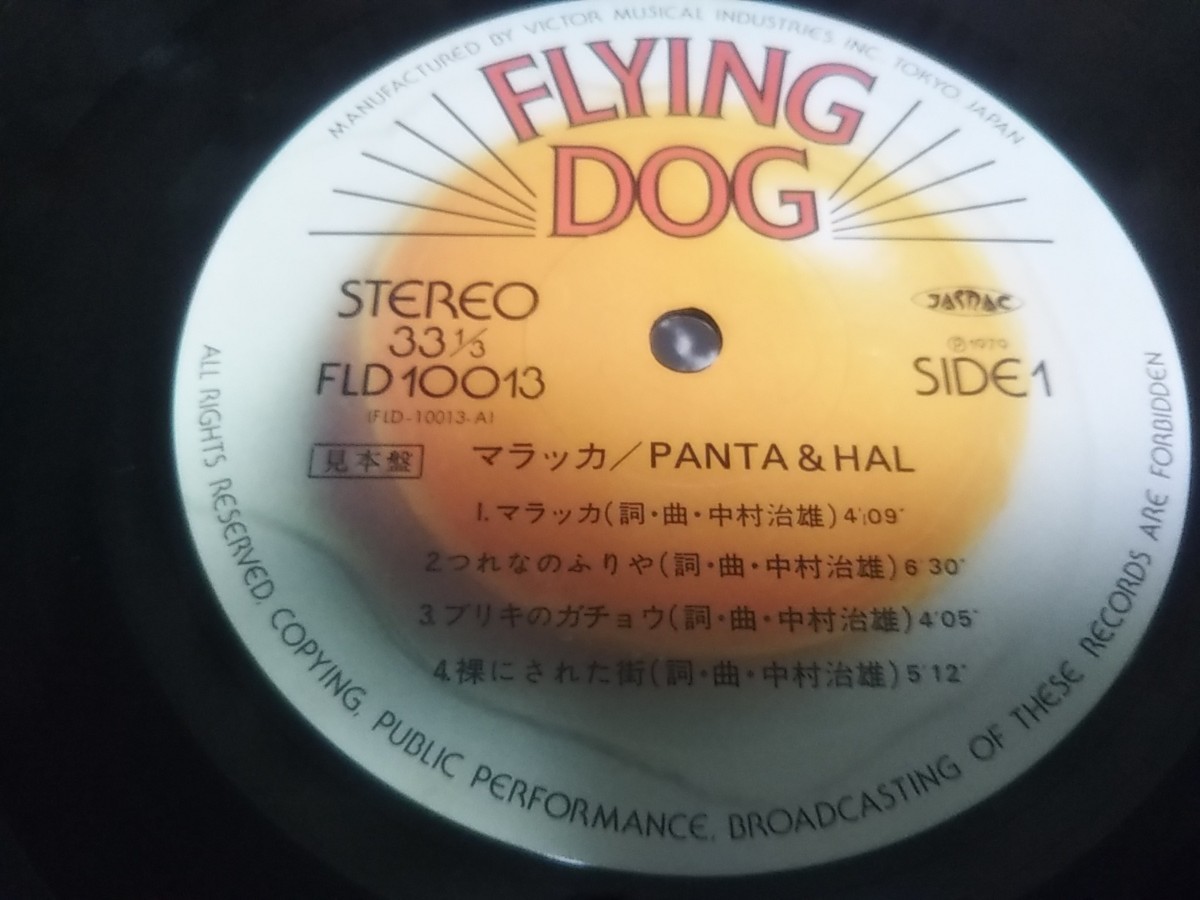 MANUFACTURED BY VICTOR MUSICAL INDUSTRIES INC. TOKYO JAPAN
FLYING
DOG
STEREO
33 1/3
FLD10013
(FLD-10013-A)
JASRAC
Ⓟ1979
SIDE1
見本盤
マラッカ/PANTA & HAL
1.マラッカ(詞・曲・中村治雄)4'09"
2.つれなのふりや(詞・曲・中村治雄)6'30"
3.ブリキのガチョウ(詞・曲・中村治雄)4'05"
4.裸にされた街(詞・曲・中村治雄)5'12"
ALL RIGHTS RESERVED. COPYING, PUBLIC PERFORMANCE, BROADCASTING OF THESE RECORDS ARE FORBIDDEN